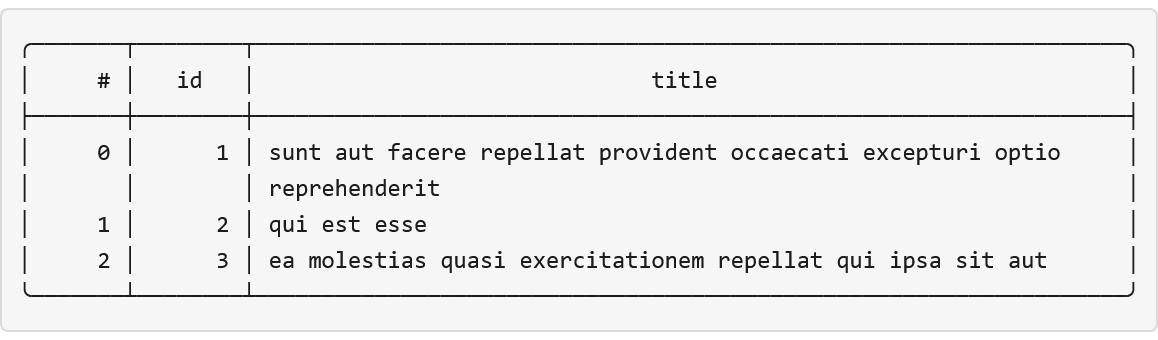 # id title
0 1 sunt aut facere repellat provident occaecati excepturi optio
reprehenderit
1 2 qui est esse
2 3 ea molestias quasi exercitationem repellat qui ipsa sit aut